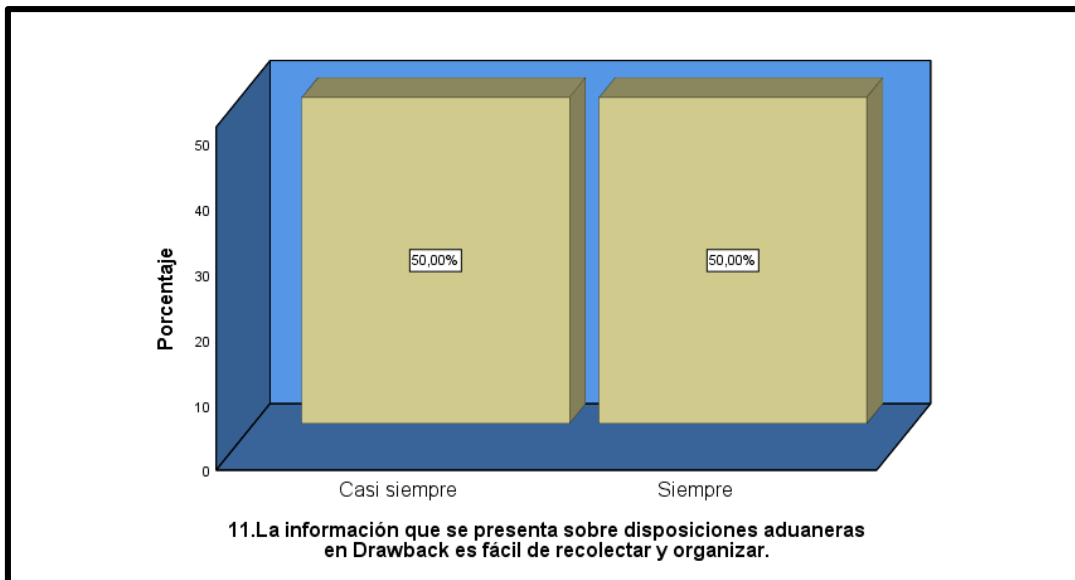 50
40
30
20
10
0
Porcentaje
50,00%
50,00%
Casi siempre
Siempre
11.La información que se presenta sobre disposiciones aduaneras
en Drawback es fácil de recolectar y organizar.